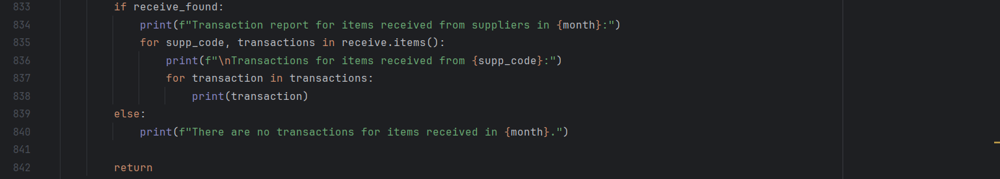 833 if receive_found:
834 print(f"Transaction report for items received from suppliers in {month}:")
835 for supp_code, transactions in receive.items():
836 print(f"\nTransactions for items received from {supp_code}:")
837 for transaction in transactions:
838 print(transaction)
839 else:
840 print(f"There are no transactions for items received in {month}.")
841
842 return